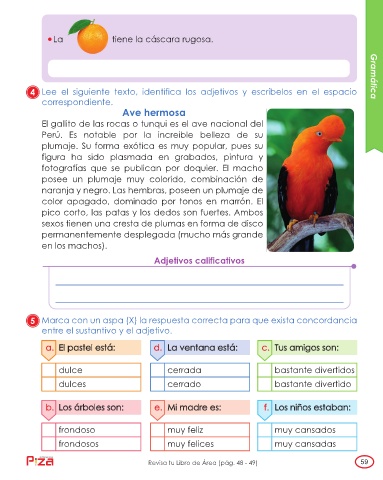 • La tiene la cáscara rugosa.
Gramática
4 Lee el siguiente texto, identifica los adjetivos y escríbelos en el espacio
correspondiente.
Ave hermosa
El gallito de las rocas o tunqui es el ave nacional del
Perú. Es notable por la increíble belleza de su
plumaje. Su forma exótica es muy popular, pues su
figura ha sido plasmada en grabados, pintura y
fotografías que se publican por doquier. El macho
posee un plumaje muy colorido, combinación de
naranja y negro. Las hembras, poseen un plumaje de
color apagado, dominado por tonos en marrón. El
pico corto, las patas y los dedos son fuertes. Ambos
sexos tienen una cresta de plumas en forma de disco
permanentemente desplegada (mucho más grande
en los machos).
Adjetivos calificativos
5 Marca con un aspa (X) la respuesta correcta para que exista concordancia
entre el sustantivo y el adjetivo.
a. El pastel está:
dulce
dulces
d. La ventana está:
cerrada
cerrado
c. Tus amigos son:
bastante divertidos
bastante divertido
b. Los árboles son:
frondoso
frondosos
e. Mi madre es:
muy feliz
muy felices
f. Los niños estaban:
muy cansados
muy cansadas
Revisa tu Libro de Área (pág. 48 - 49)
59